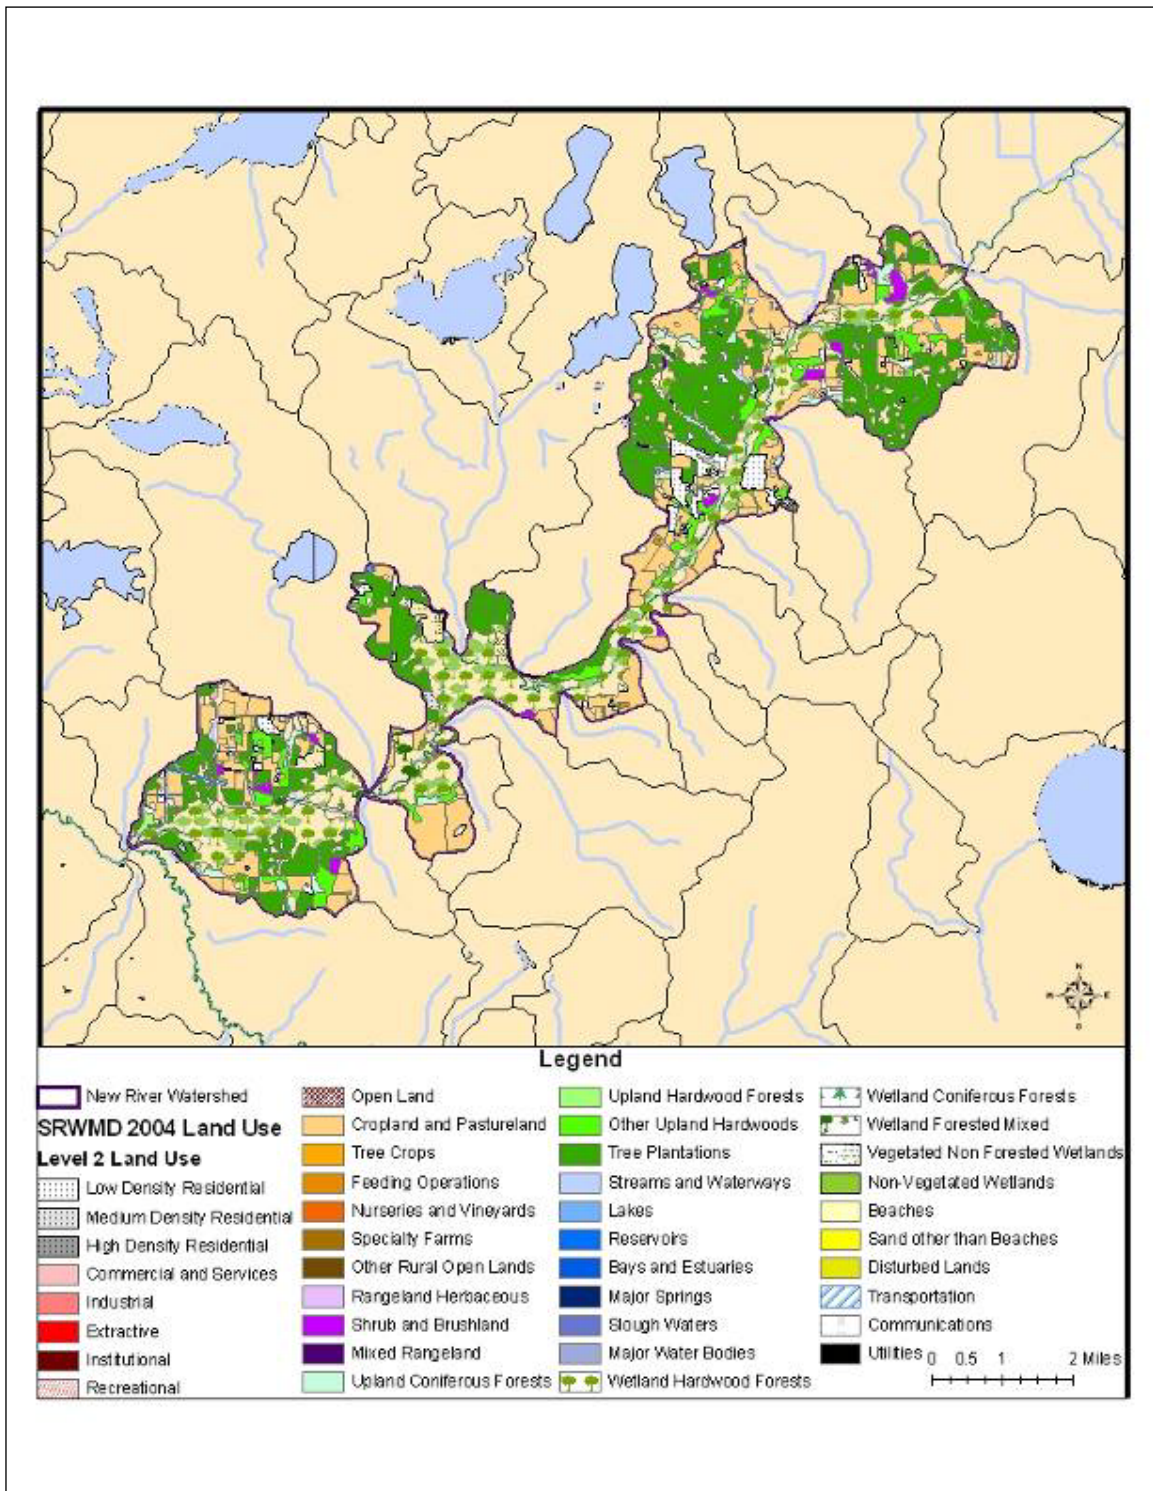 N
W E
S
Legend
New River Watershed
SRWMD 2004 Land Use
Level 2 Land Use
Low Density Residential
Medium Density Residential
High Density Residential
Commercial and Services
Industrial
Extractive
Institutional
Recreational
Open Land
Cropland and Pastureland
Tree Crops
Feeding Operations
Nurseries and Vineyards
Specialty Farms
Other Rural Open Lands
Rangeland Herbaceous
Shrub and Brushland
Mixed Rangeland
Upland Coniferous Forests
Upland Hardwood Forests
Other Upland Hardwoods
Tree Plantations
Streams and Waterways
Lakes
Reservoirs
Bays and Estuaries
Major Springs
Slough Waters
Major Water Bodies
Wetland Hardwood Forests
Wetland Coniferous Forests
Wetland Forested Mixed
Vegetated Non Forested Wetlands
Non-Vegetated Wetlands
Beaches
Sand other than Beaches
Disturbed Lands
Transportation
Communications
Utilities
0 0.5 1 2 Miles